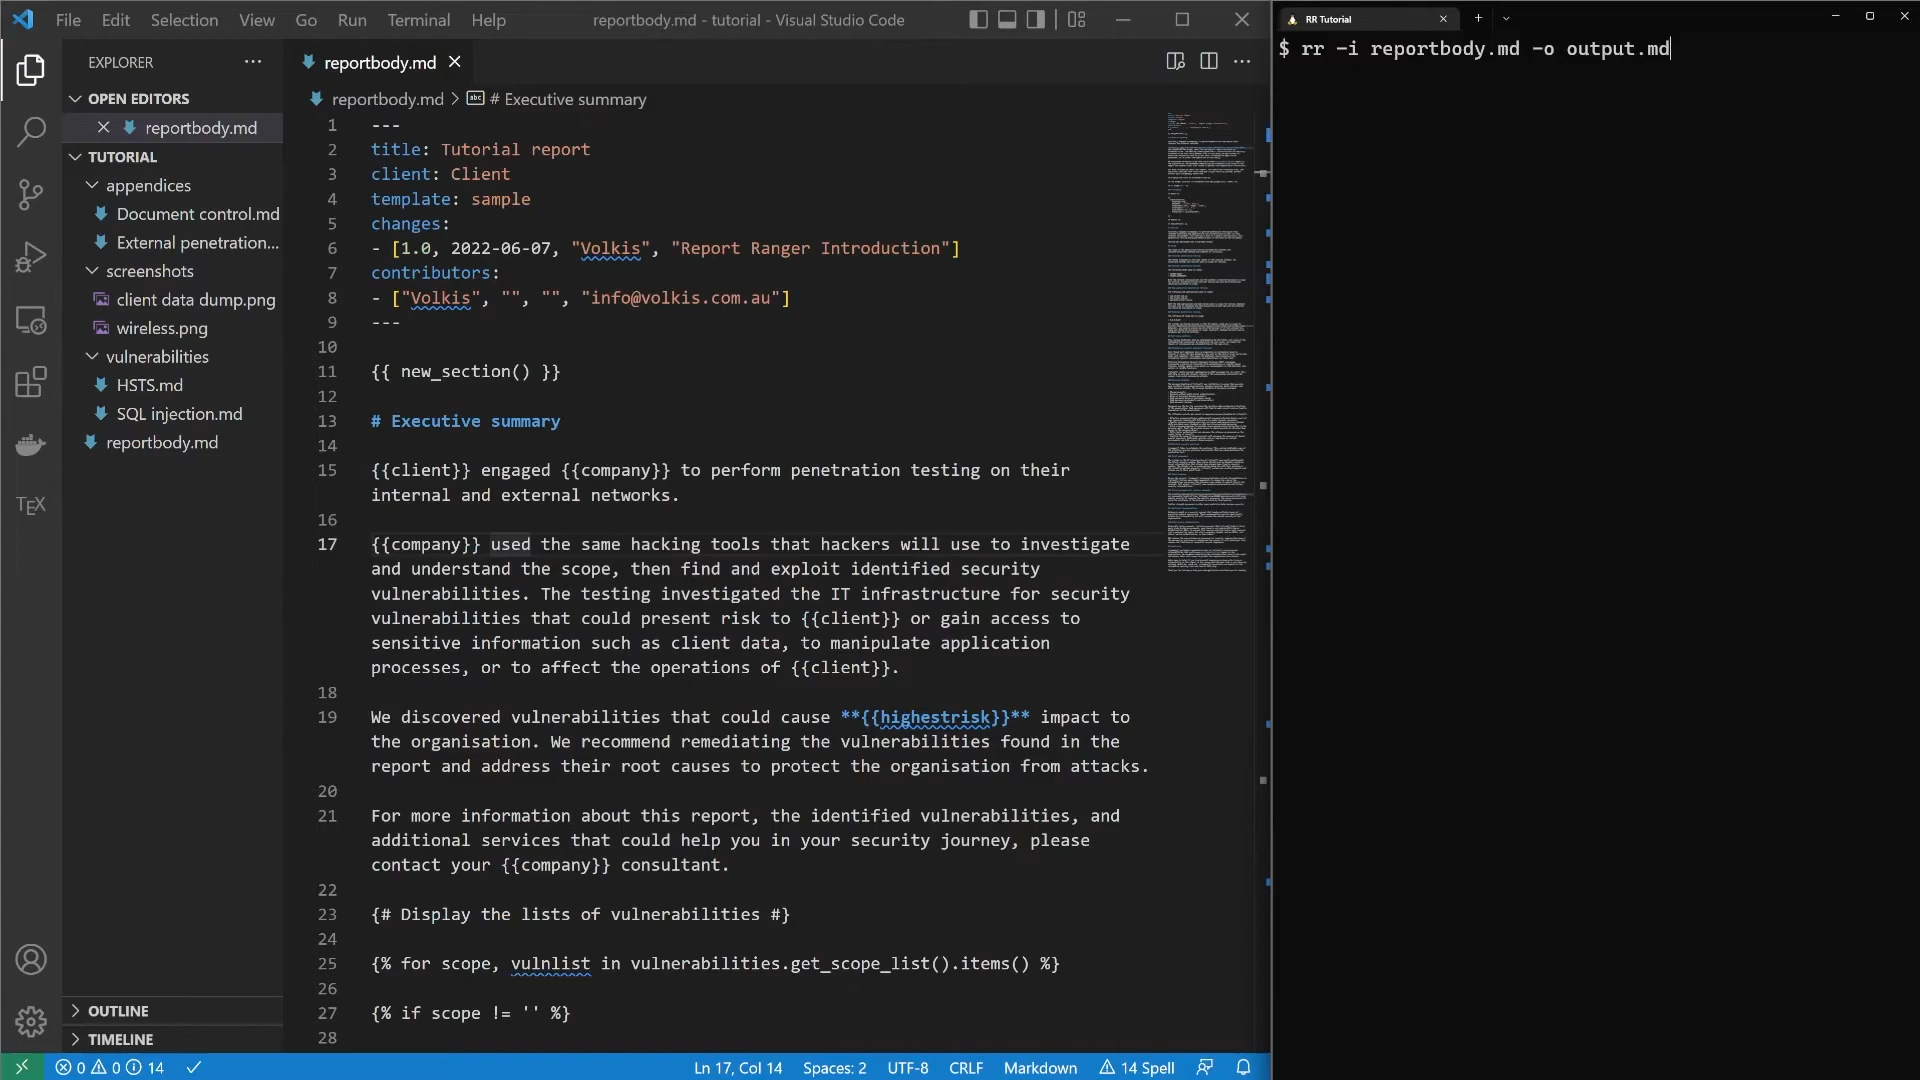 File Edit Selection View Go Run Terminal Help
reportbody.md - tutorial - Visual Studio Code
EXPLORER
OPEN EDITORS
reportbody.md
TUTORIAL
appendices
Document control.md
External penetration...
screenshots
client data dump.png
wireless.png
vulnerabilities
HSTS.md
SQL injection.md
reportbody.md
TEX
OUTLINE
TIMELINE
reportbody.md
reportbody.md > abc # Executive summary
1 ---
2 title: Tutorial report
3 client: Client
4 template: sample
5 changes:
6 - [1.0, 2022-06-07, "Volkis", "Report Ranger Introduction"]
7 contributors:
8 - ["Volkis", "", "", "info@volkis.com.au"]
9 ---
10
11 {{ new_section() }}
12
13 # Executive summary
14
15 {{client}} engaged {{company}} to perform penetration testing on their
internal and external networks.
16
17 {{company}} used the same hacking tools that hackers will use to investigate
and understand the scope, then find and exploit identified security
vulnerabilities. The testing investigated the IT infrastructure for security
vulnerabilities that could present risk to {{client}} or gain access to
sensitive information such as client data, to manipulate application
processes, or to affect the operations of {{client}}.
18
19 We discovered vulnerabilities that could cause **{{highestrisk}}** impact to
the organisation. We recommend remediating the vulnerabilities found in the
report and address their root causes to protect the organisation from attacks.
20
21 For more information about this report, the identified vulnerabilities, and
additional services that could help you in your security journey, please
contact your {{company}} consultant.
22
23 {# Display the lists of vulnerabilities #}
24
25 {% for scope, vulnlist in vulnerabilities.get_scope_list().items() %}
26
27 {% if scope != '' %}
28
0 0 14
Ln 17, Col 14 Spaces: 2 UTF-8 CRLF Markdown 14 Spell
RR Tutorial
$ rr -i reportbody.md -o output.md